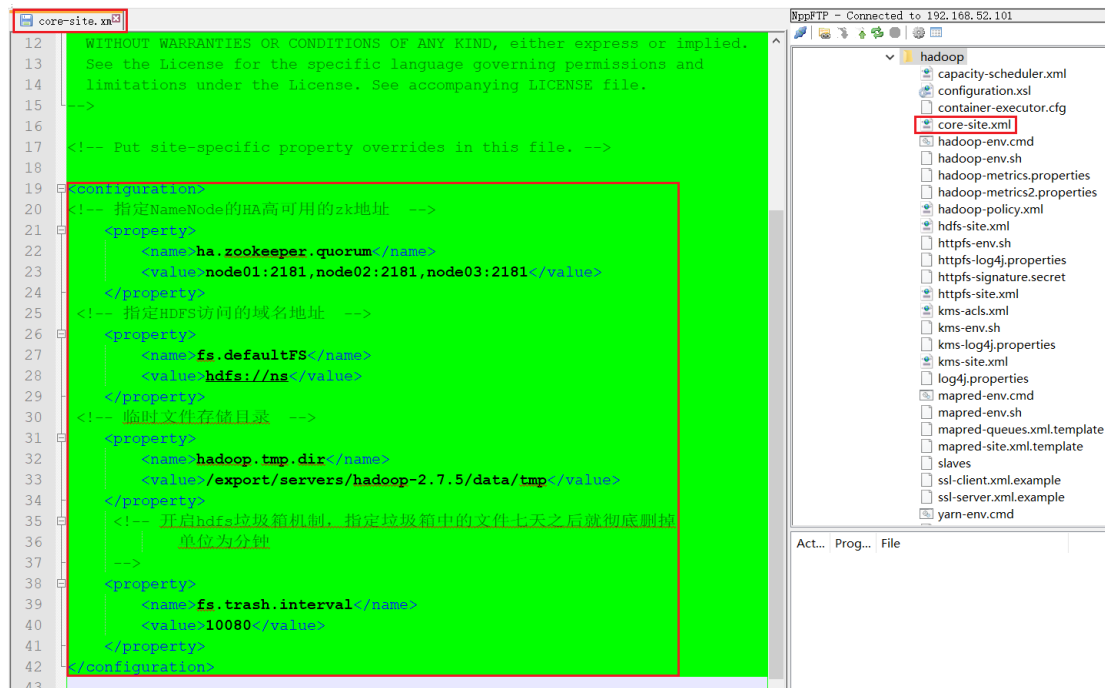 core-site.xm
12 WITHOUT WARRANTIES OR CONDITIONS OF ANY KIND, either express or implied.
13 See the License for the specific language governing permissions and
14 limitations under the License. See accompanying LICENSE file.
15 -->
16
17 <!-- Put site-specific property overrides in this file. -->
18
19 <configuration>
20 <!-- 指定NameNode的HA高可用的zk地址  -->
21 <property>
22 <name>ha.zookeeper.quorum</name>
23 <value>node01:2181,node02:2181,node03:2181</value>
24 </property>
25 <!-- 指定HDFS访问的域名地址  -->
26 <property>
27 <name>fs.defaultFS</name>
28 <value>hdfs://ns</value>
29 </property>
30 <!-- 临时文件存储目录  -->
31 <property>
32 <name>hadoop.tmp.dir</name>
33 <value>/export/servers/hadoop-2.7.5/data/tmp</value>
34 </property>
35 <!-- 开启hdfs垃圾箱机制，指定垃圾箱中的文件七天之后就彻底删掉
36 单位为分钟
37 -->
38 <property>
39 <name>fs.trash.interval</name>
40 <value>10080</value>
41 </property>
42 </configuration>
43
NppFTP - Connected to 192.168.52.101
hadoop
capacity-scheduler.xml
configuration.xsl
container-executor.cfg
core-site.xml
hadoop-env.cmd
hadoop-env.sh
hadoop-metrics.properties
hadoop-metrics2.properties
hadoop-policy.xml
hdfs-site.xml
httpfs-env.sh
httpfs-log4j.properties
httpfs-signature.secret
httpfs-site.xml
kms-acls.xml
kms-env.sh
kms-log4j.properties
kms-site.xml
log4j.properties
mapred-env.cmd
mapred-env.sh
mapred-queues.xml.template
mapred-site.xml.template
slaves
ssl-client.xml.example
ssl-server.xml.example
yarn-env.cmd
Act... Prog... File